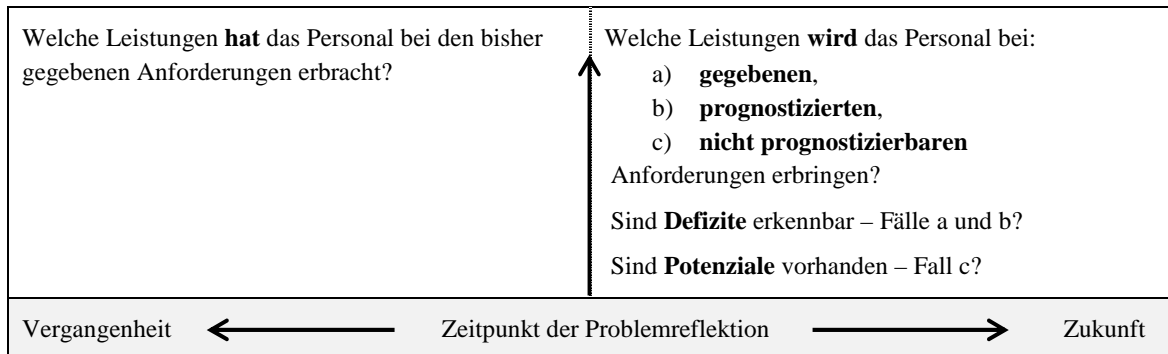 Welche Leistungen hat das Personal bei den bisher
gegebenen Anforderungen erbracht?
Welche Leistungen wird das Personal bei:
a) gegebenen,
b) prognostizierten,
c) nicht prognostizierbaren
Anforderungen erbringen?
Sind Defizite erkennbar – Fälle a und b?
Sind Potenziale vorhanden – Fall c?
Vergangenheit Zeitpunkt der Problemreflektion Zukunft